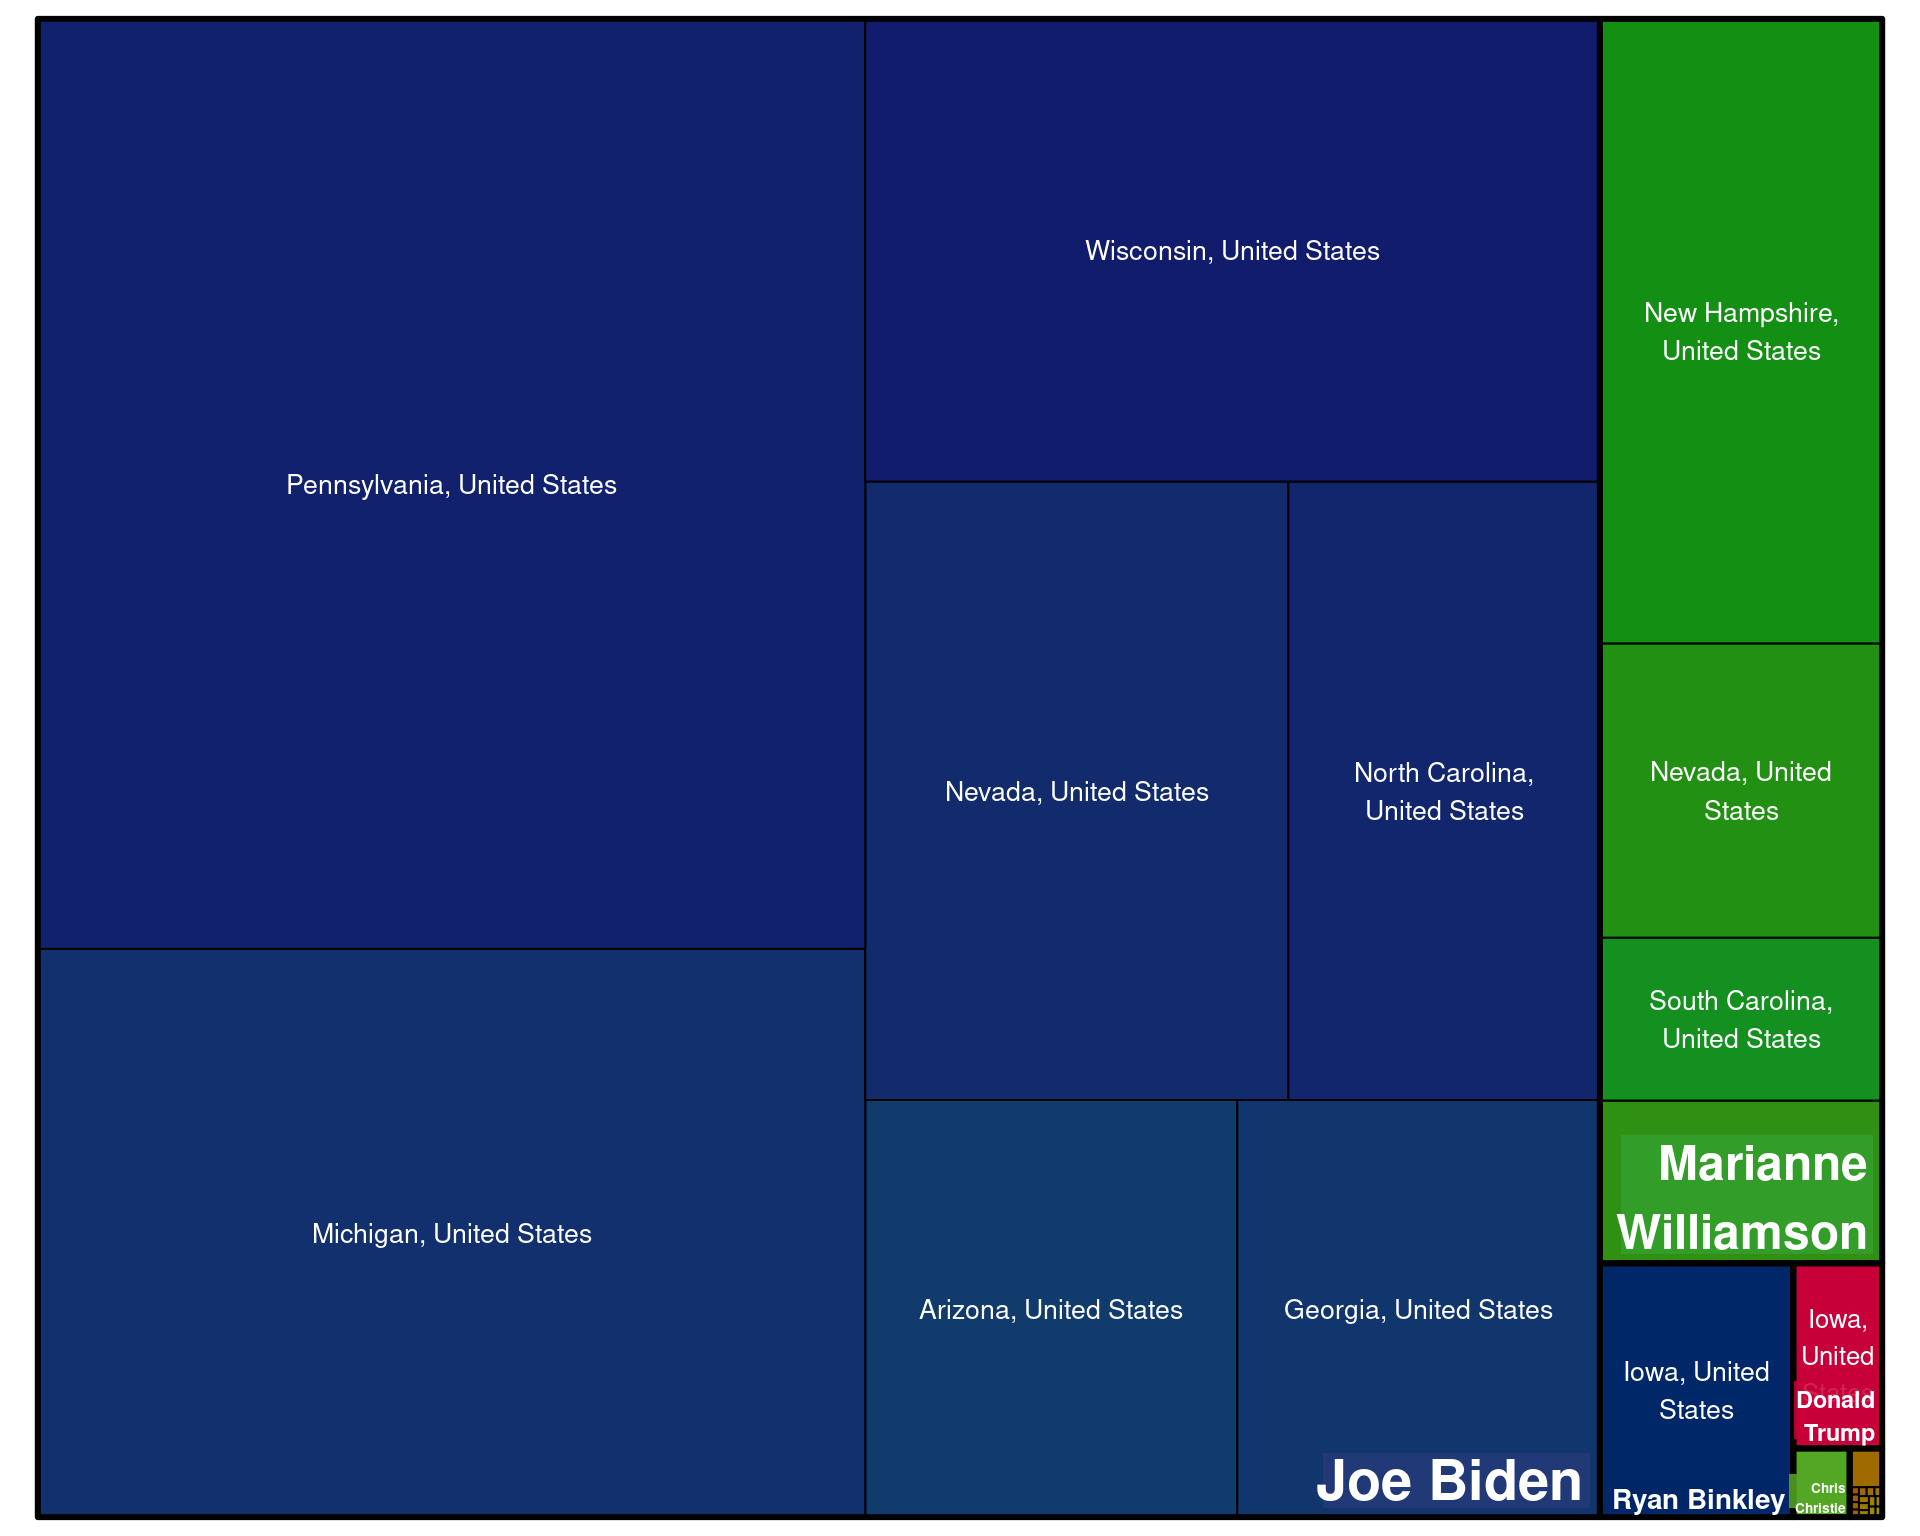 Pennsylvania, United States
Michigan, United States
Wisconsin, United States
Nevada, United States
North Carolina,
United States
Arizona, United States
Georgia, United States
Joe Biden
New Hampshire,
United States
Nevada, United
States
South Carolina,
United States
Marianne
Williamson
Iowa, United
States
Ryan Binkley
Iowa,
United
States
Donald
Trump
Chris
Christie